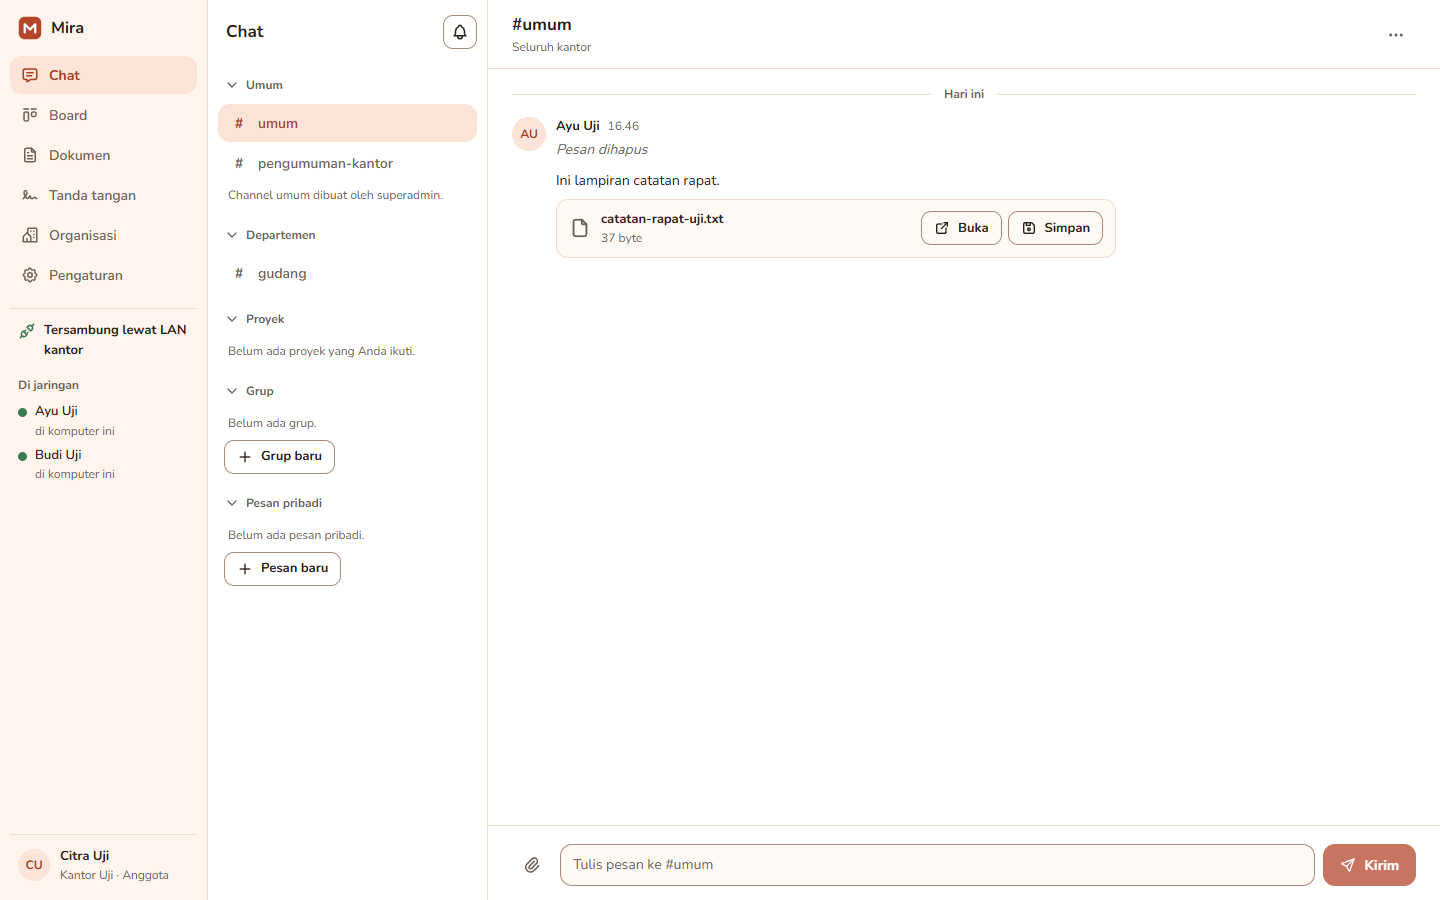 Mira
Chat
Board
Dokumen
Tanda tangan
Organisasi
Pengaturan
Tersambung lewat LAN
kantor
Di jaringan
Ayu Uji
di komputer ini
Budi Uji
di komputer ini
CU
Citra Uji
Kantor Uji · Anggota
Chat
Umum
# umum
# pengumuman-kantor
Channel umum dibuat oleh superadmin.
Departemen
# gudang
Proyek
Belum ada proyek yang Anda ikuti.
Grup
Belum ada grup.
+ Grup baru
Pesan pribadi
Belum ada pesan pribadi.
+ Pesan baru
#umum
Seluruh kantor
Hari ini
AU
Ayu Uji 16.46
Pesan dihapus
Ini lampiran catatan rapat.
catatan-rapat-uji.txt
37 byte
Buka
Simpan
Tulis pesan ke #umum
Kirim